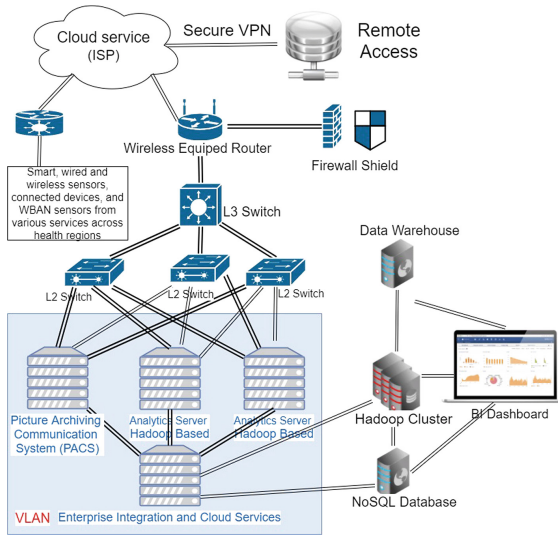 Cloud service
(ISP)
Secure VPN
Remote
Access
Wireless Equiped Router
Firewall Shield
Smart, wired and
wireless sensors,
connected devices, and
WBAN sensors from
various services across
health regions
L3 Switch
Data Warehouse
L2 Switch
L2 Switch
L2 Switch
Picture Archiving
Communication
System (PACS)
Analytics Server
Hadoop Based
Analytics Server
Hadoop Based
Hadoop Cluster
BI Dashboard
NoSQL Database
VLAN
Enterprise Integration and Cloud Services